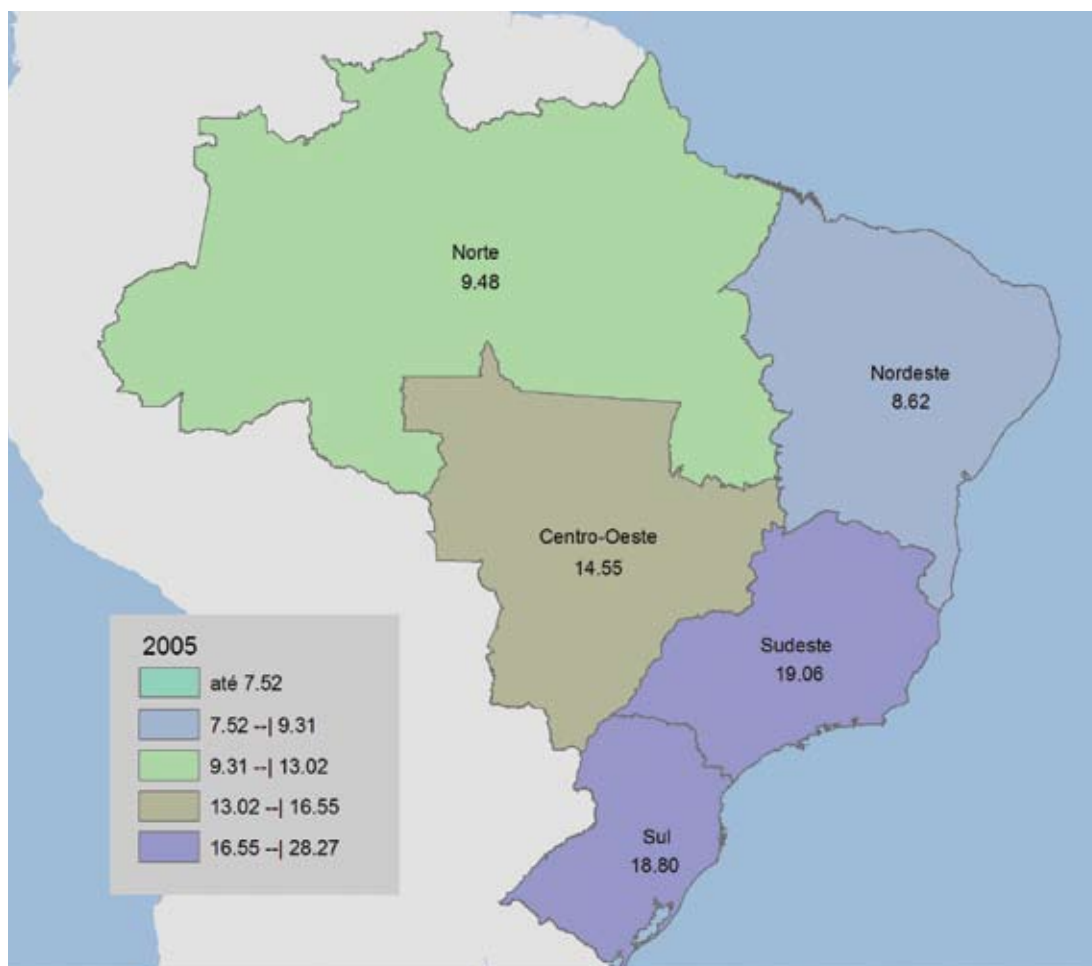 Norte
9.48
Nordeste
8.62
Centro-Oeste
14.55
Sudeste
19.06
Sul
18.80
2005
até 7.52
7.52 --| 9.31
9.31 --| 13.02
13.02 --| 16.55
16.55 --| 28.27